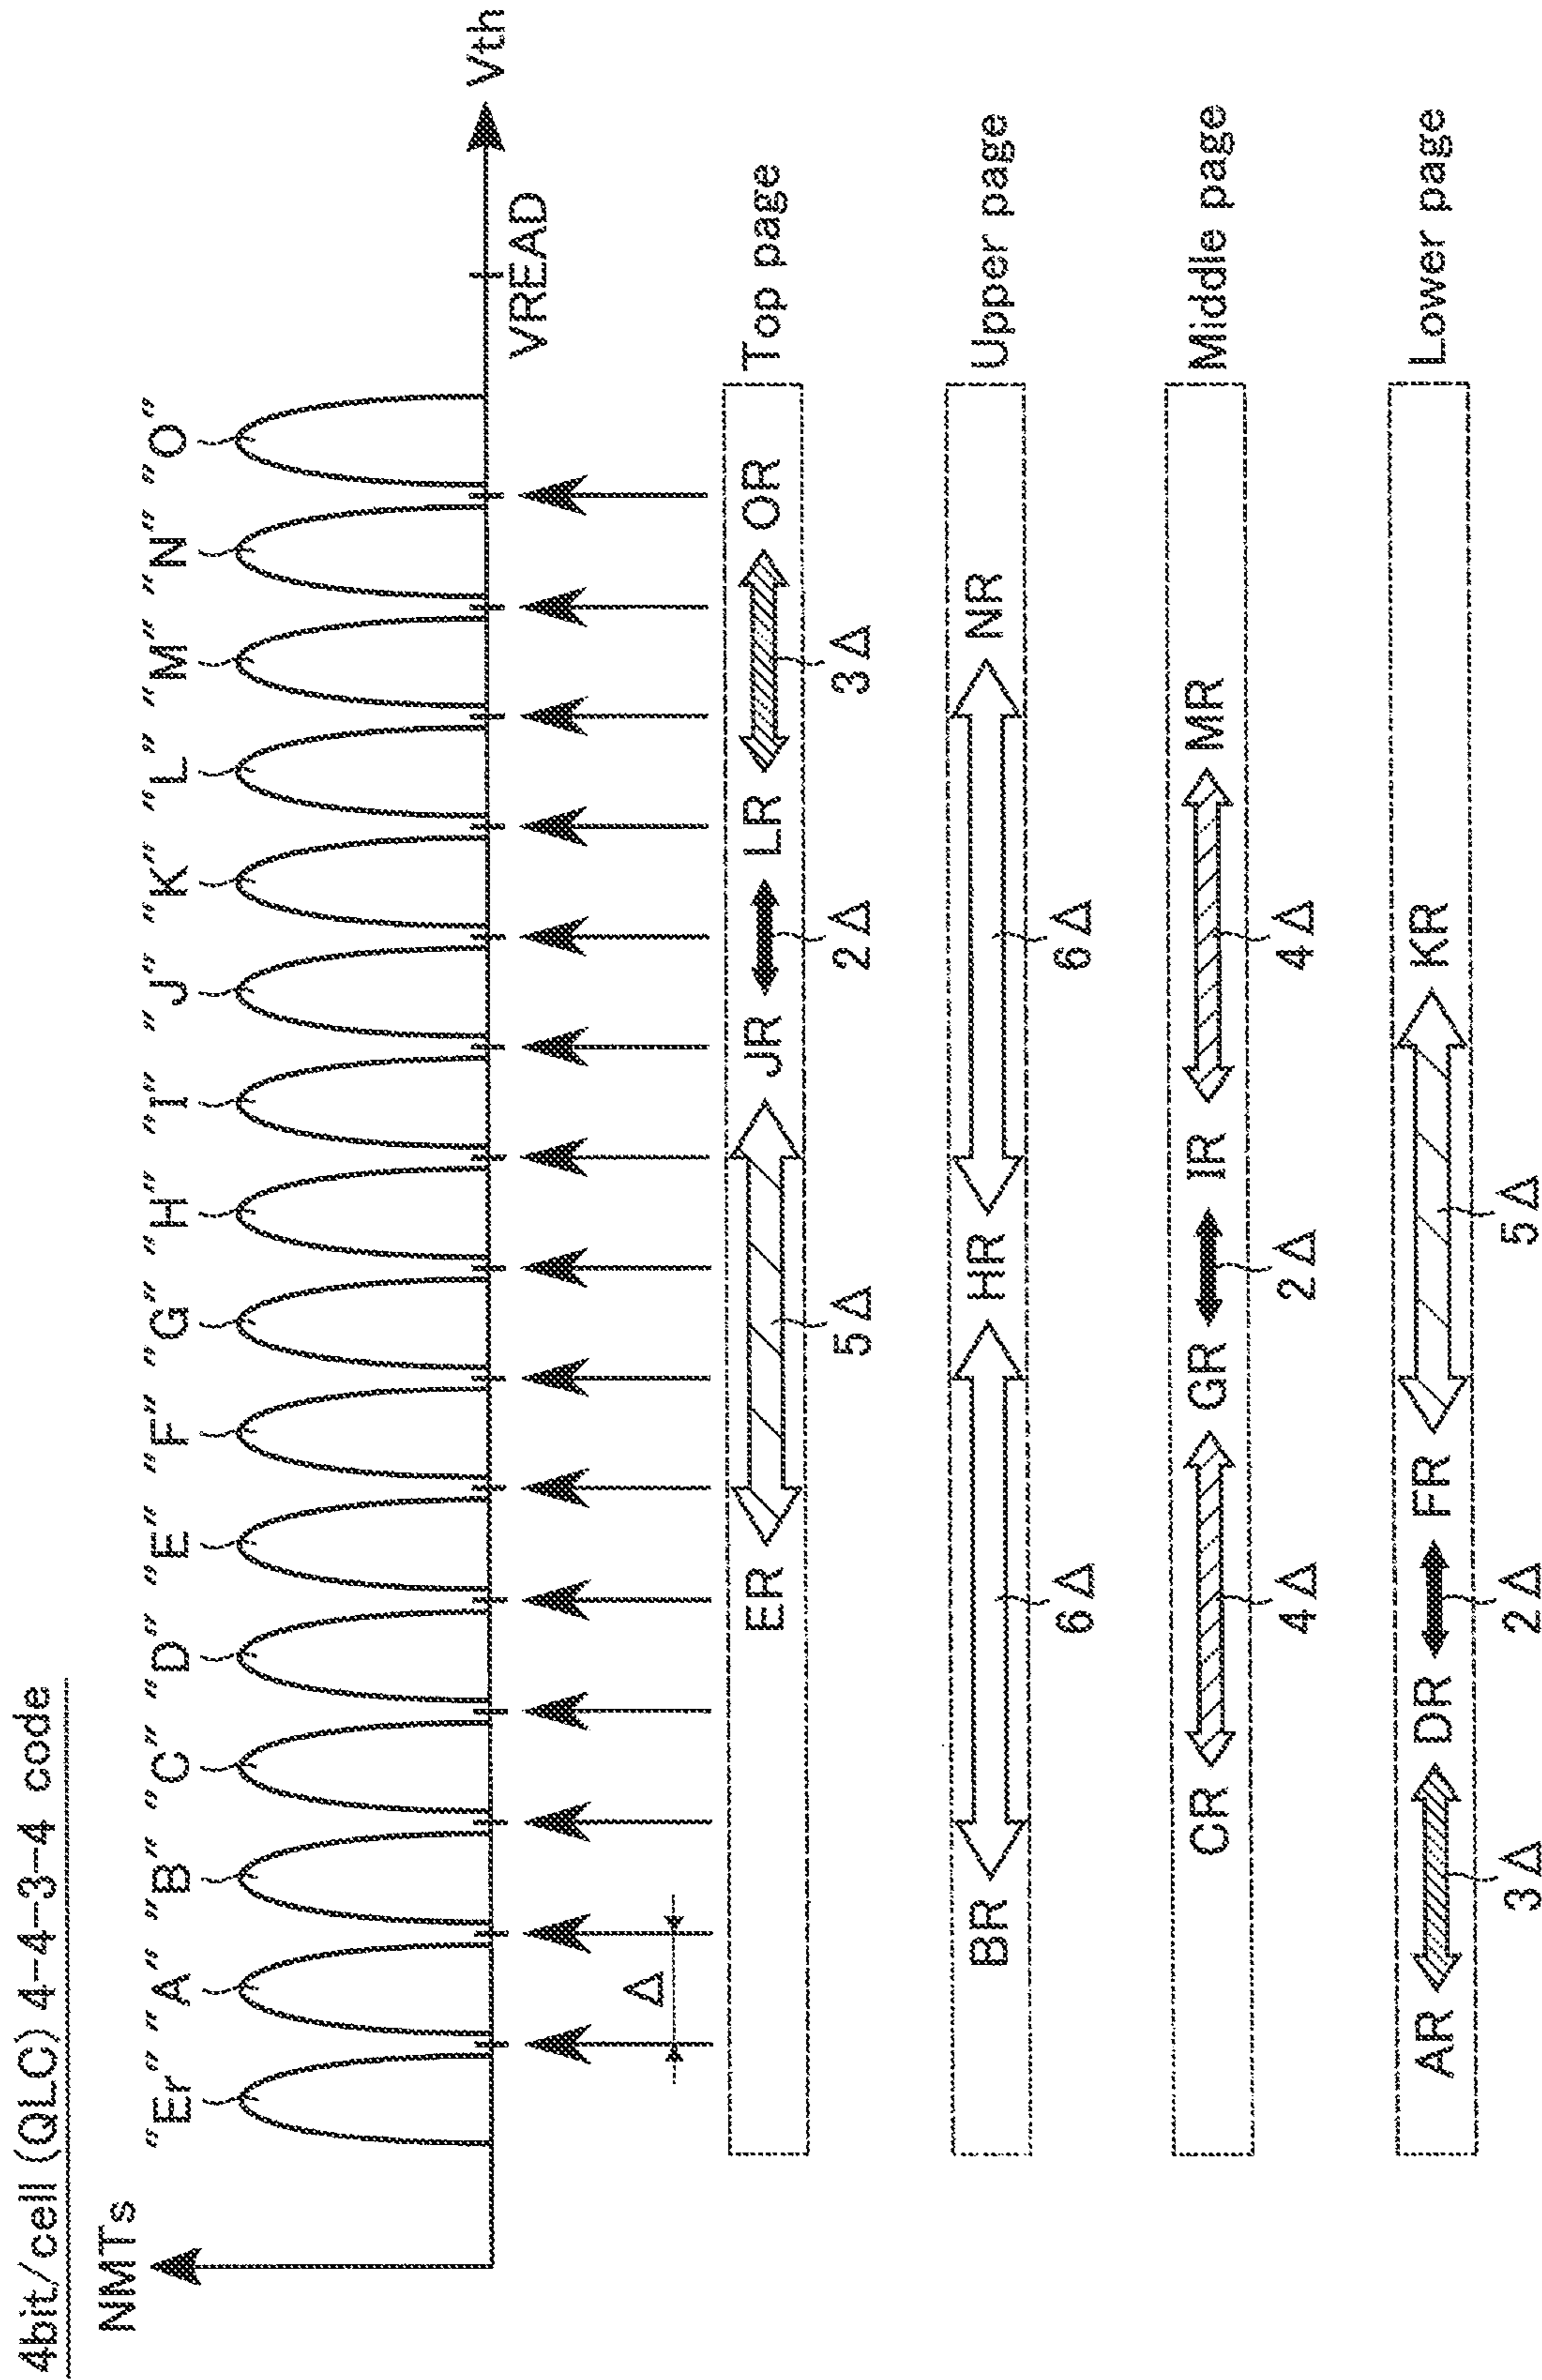 4bit/cell (QLC) 4-4-3-4 code
NMTs
"Er" "A" "B" "C" "D" "E" "F" "G" "H" "I" "J" "K" "L" "M" "N" "O"
Vth
VREAD
Δ
ER JR LR OR Top page
5Δ 2Δ 3Δ
BR HR NR Upper page
6Δ 6Δ
CR GR IR MR Middle page
4Δ 2Δ 4Δ
AR DR FR KR Lower page
3Δ 2Δ 5Δ